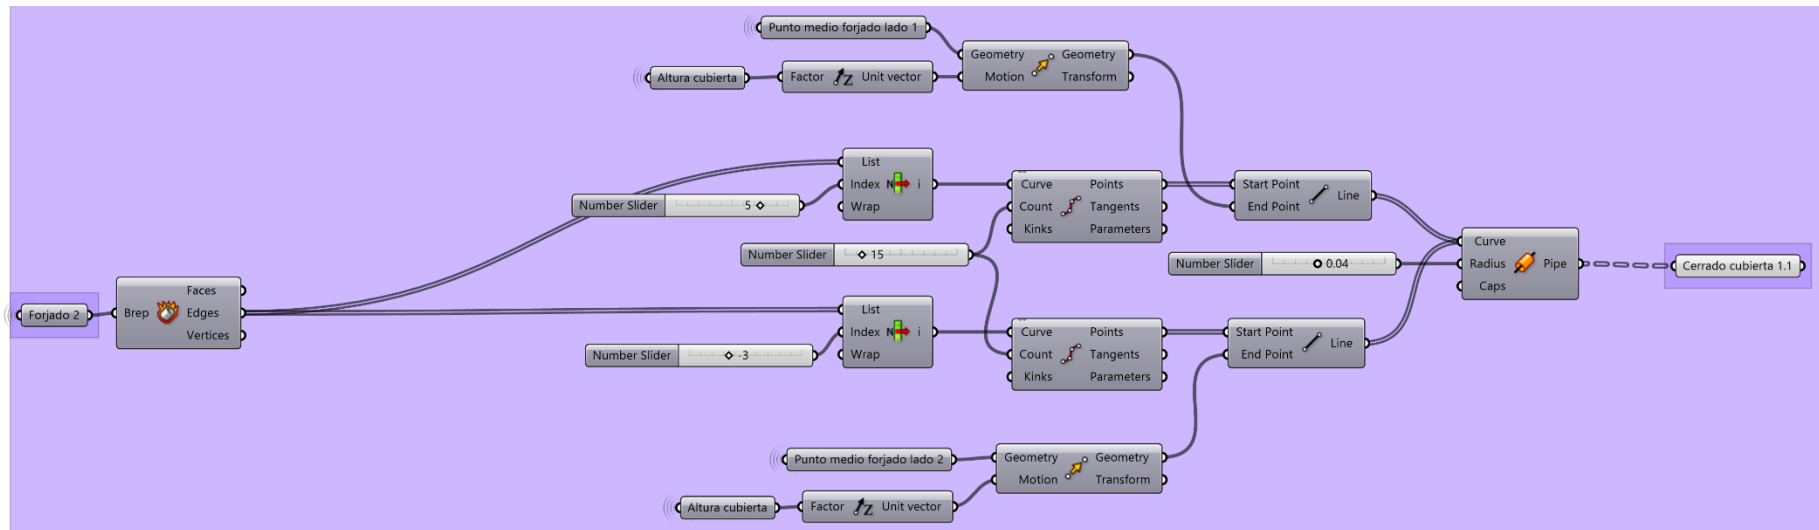 Punto medio forjado lado 1
Geometry Geometry
Motion Transform
Altura cubierta
Factor Z Unit vector
List
Index N i
Wrap
Number Slider 5
Curve Points
Count Tangents
Kinks Parameters
Start Point Line
End Point
Number Slider 15
Number Slider 0.04
Curve
Radius Pipe
Caps
Cerrado cubierta 1.1
Forjado 2
Faces
Brep Edges
Vertices
List
Index N i
Wrap
Number Slider -3
Curve Points
Count Tangents
Kinks Parameters
Start Point Line
End Point
Punto medio forjado lado 2
Geometry Geometry
Motion Transform
Altura cubierta
Factor Z Unit vector